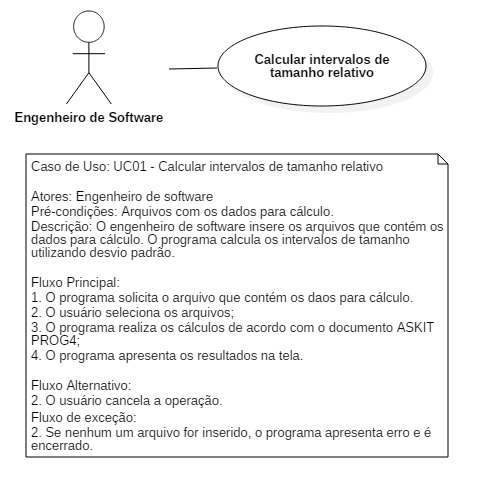 Calcular intervalos de
tamanho relativo
Engenheiro de Software
Caso de Uso: UC01 - Calcular intervalos de tamanho relativo
Atores: Engenheiro de software
Pré-condições: Arquivos com os dados para cálculo.
Descrição: O engenheiro de software insere os arquivos que contém os
dados para cálculo. O programa calcula os intervalos de tamanho
utilizando desvio padrão.
Fluxo Principal:
1. O programa solicita o arquivo que contém os daos para cálculo.
2. O usuário seleciona os arquivos;
3. O programa realiza os cálculos de acordo com o documento ASKIT
PROG4;
4. O programa apresenta os resultados na tela.
Fluxo Alternativo:
2. O usuário cancela a operação.
Fluxo de exceção:
2. Se nenhum um arquivo for inserido, o programa apresenta erro e é
encerrado.